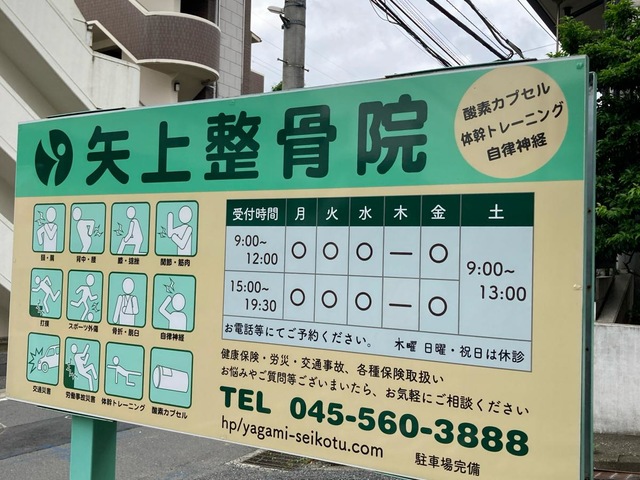 矢上整骨院
酸素カプセル
体幹トレーニング
自律神経
受付時間 月 火 水 木 金 土
9:00~12:00 ○ ○ ○ ー ○ 9:00~13:00
15:00~19:30 ○ ○ ○ ー ○
お電話等にてご予約ください。 木曜 日曜・祝日は休診
首・肩 背中・腰 膝・股関 関節・筋肉
打撲 スポーツ外傷 骨折・脱臼 自律神経
交通災害 労働事故災害 体幹トレーニング 酸素カプセル
健康保険・労災・交通事故、各種保険取扱い
お悩みやご質問等ございまいたら、お気軽にご相談ください
TEL 045-560-3888
hp/yagami-seikotu.com
駐車場完備